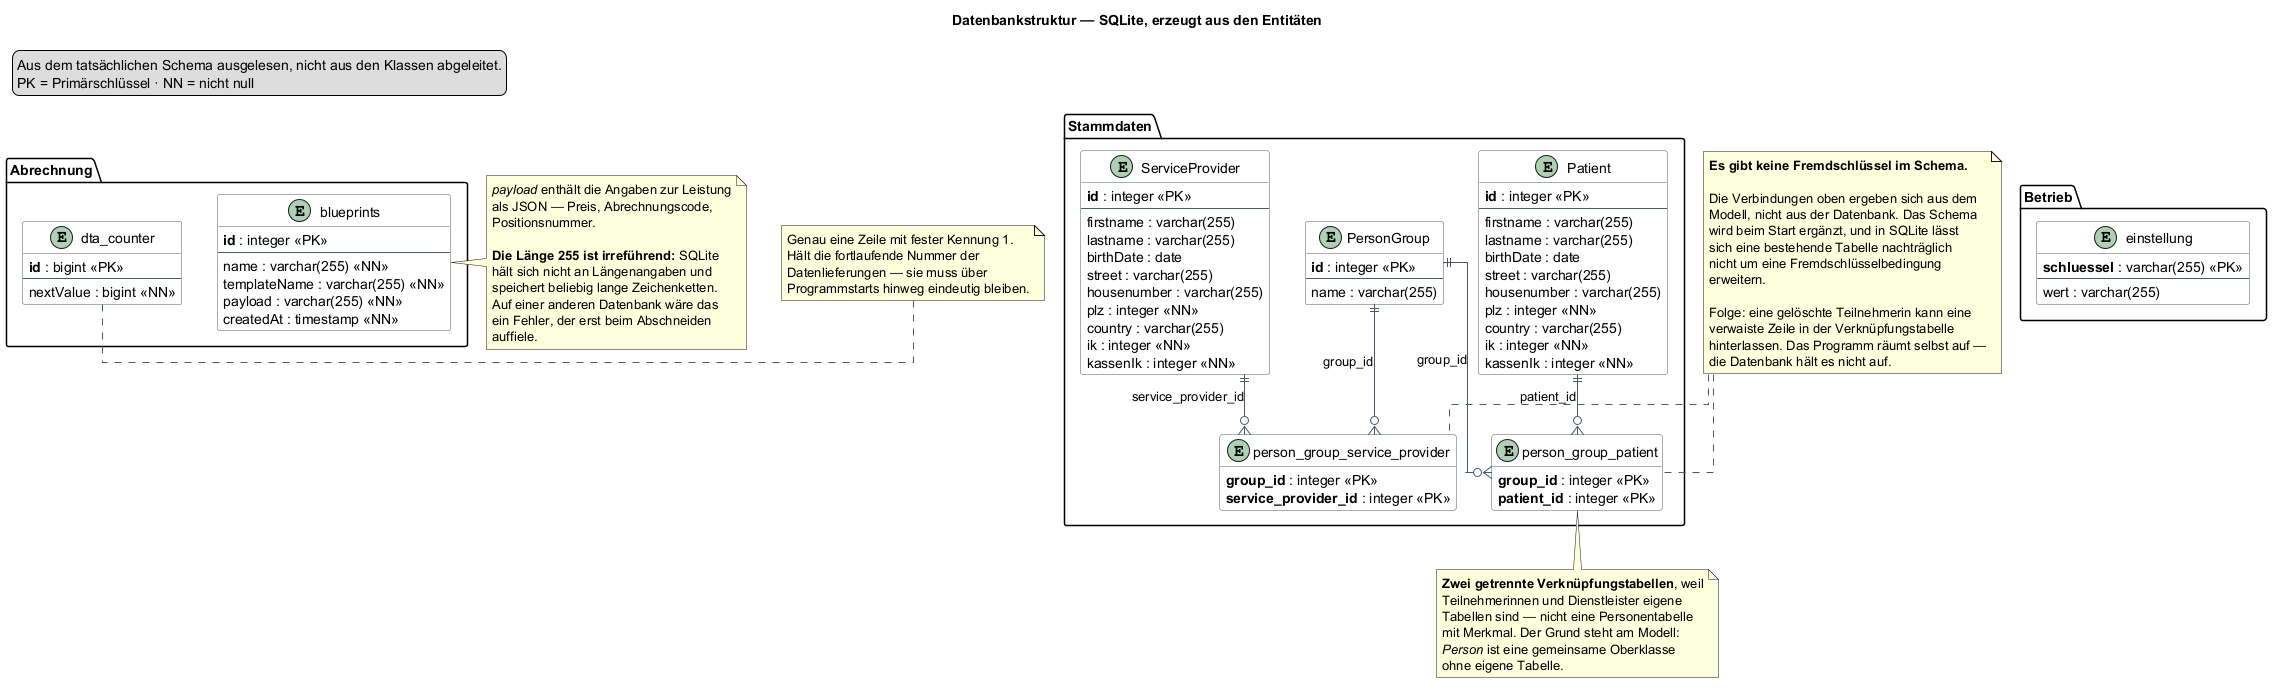 Datenbankstruktur — SQLite, erzeugt aus den Entitäten
Aus dem tatsächlichen Schema ausgelesen, nicht aus den Klassen abgeleitet.
PK = Primärschlüssel · NN = nicht null
Abrechnung
E dta_counter
id : bigint «PK»
nextValue : bigint «NN»
E blueprints
id : integer «PK»
name : varchar(255) «NN»
templateName : varchar(255) «NN»
payload : varchar(255) «NN»
createdAt : timestamp «NN»
payload enthält die Angaben zur Leistung
als JSON — Preis, Abrechnungscode,
Positionsnummer.
Die Länge 255 ist irreführend: SQLite
hält sich nicht an Längenangaben und
speichert beliebig lange Zeichenketten.
Auf einer anderen Datenbank wäre das
ein Fehler, der erst beim Abschneiden
auffiele.
Genau eine Zeile mit fester Kennung 1.
Hält die fortlaufende Nummer der
Datenlieferungen — sie muss über
Programmstarts hinweg eindeutig bleiben.
Stammdaten
E ServiceProvider
id : integer «PK»
firstname : varchar(255)
lastname : varchar(255)
birthDate : date
street : varchar(255)
housenumber : varchar(255)
plz : integer «NN»
country : varchar(255)
ik : integer «NN»
kassenIk : integer «NN»
E PersonGroup
id : integer «PK»
name : varchar(255)
E Patient
id : integer «PK»
firstname : varchar(255)
lastname : varchar(255)
birthDate : date
street : varchar(255)
housenumber : varchar(255)
plz : integer «NN»
country : varchar(255)
ik : integer «NN»
kassenIk : integer «NN»
service_provider_id
group_id
group_id
patient_id
E person_group_service_provider
group_id : integer «PK»
service_provider_id : integer «PK»
E person_group_patient
group_id : integer «PK»
patient_id : integer «PK»
Es gibt keine Fremdschlüssel im Schema.
Die Verbindungen oben ergeben sich aus dem
Modell, nicht aus der Datenbank. Das Schema
wird beim Start ergänzt, und in SQLite lässt
sich eine bestehende Tabelle nachträglich
nicht um eine Fremdschlüsselbedingung
erweitern.
Folge: eine gelöschte Teilnehmerin kann eine
verwaiste Zeile in der Verknüpfungstabelle
hinterlassen. Das Programm räumt selbst auf —
die Datenbank hält es nicht auf.
Betrieb
E einstellung
schluessel : varchar(255) «PK»
wert : varchar(255)
Zwei getrennte Verknüpfungstabellen, weil
Teilnehmerinnen und Dienstleister eigene
Tabellen sind — nicht eine Personentabelle
mit Merkmal. Der Grund steht am Modell:
Person ist eine gemeinsame Oberklasse
ohne eigene Tabelle.